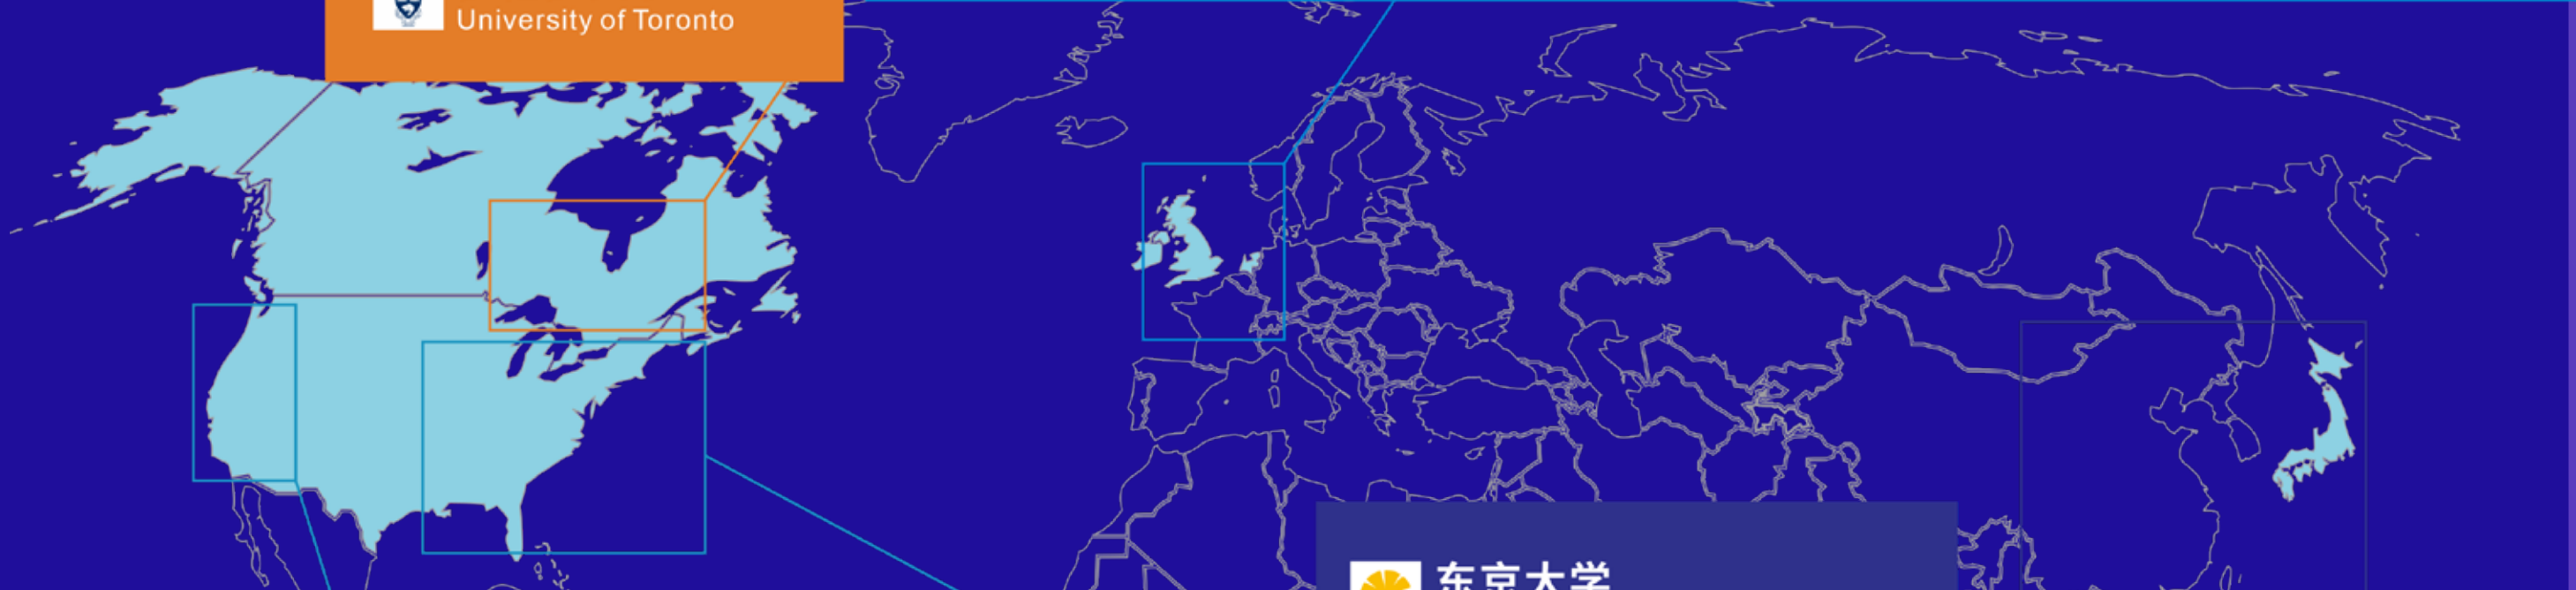 University of Toronto
东京大学